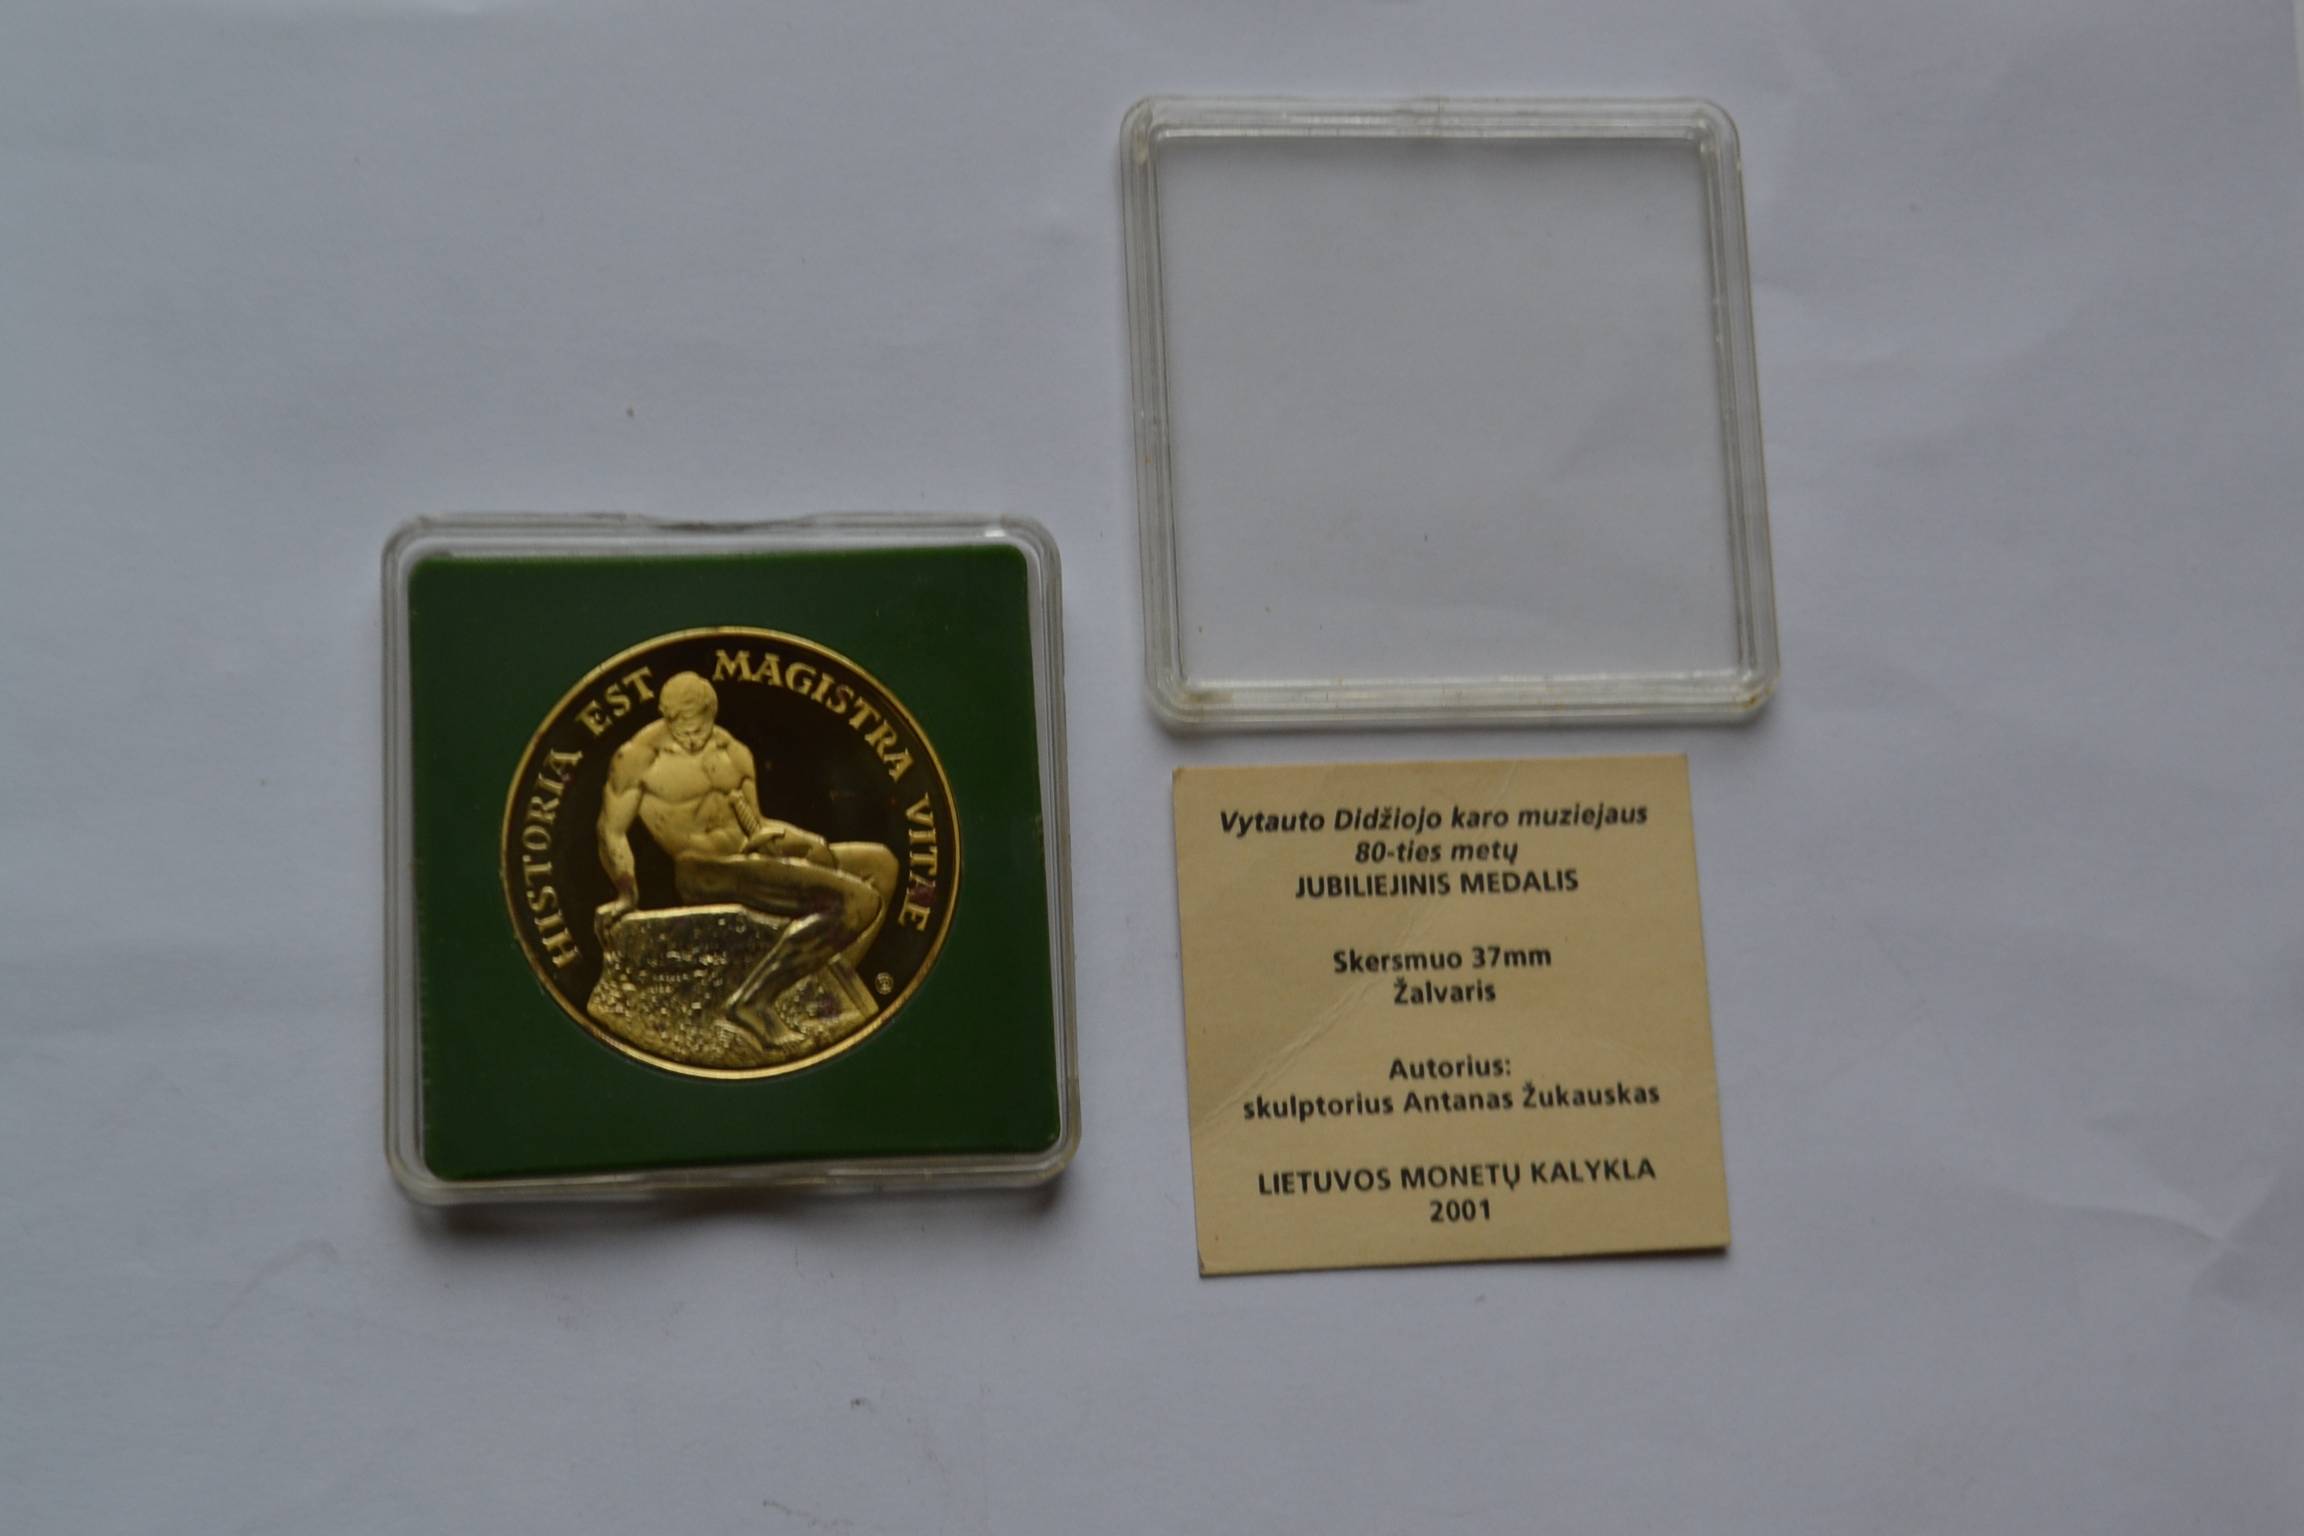 HISTORIA EST MAGISTRA VITAE
Vytauto Didžiojo karo muziejaus
80-ties metų
JUBILIEJINIS MEDALIS
Skersmuo 37mm
Žalvaris
Autorius:
skulptorius Antanas Žukauskas
LIETUVOS MONETŲ KALYKLA
2001